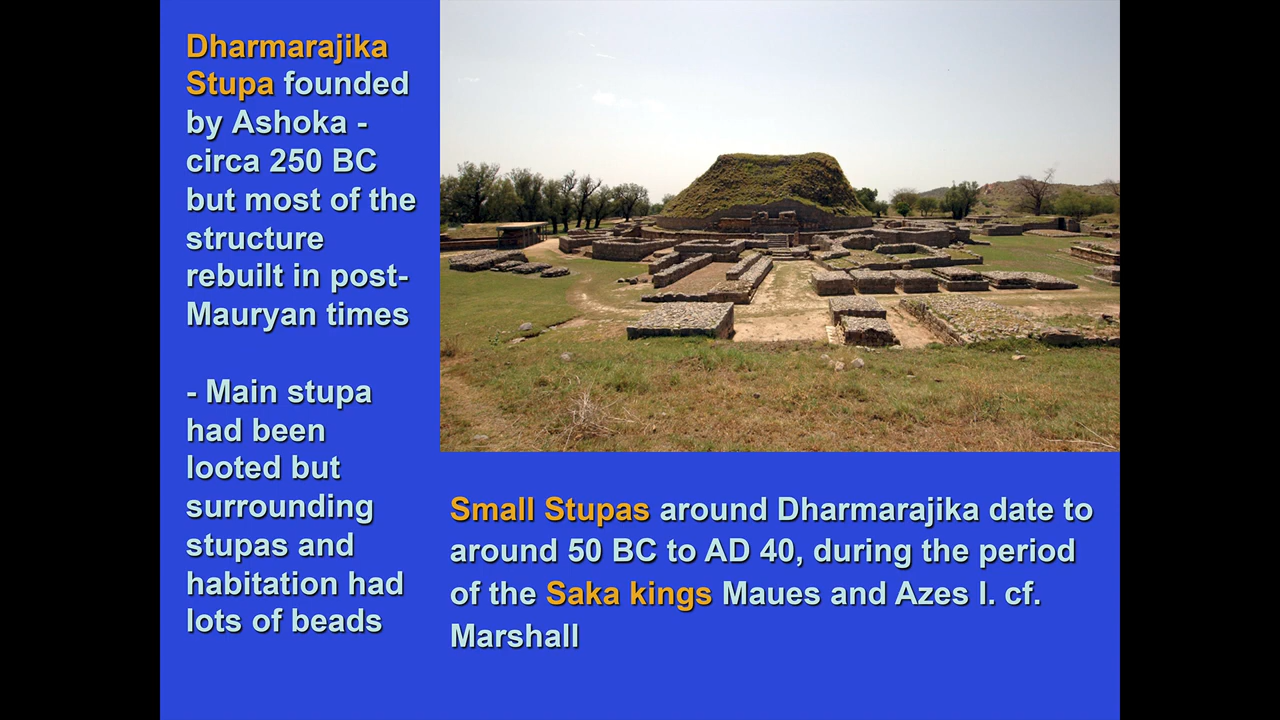 Dharmarajika
Stupa founded
by Ashoka -
circa 250 BC
but most of the
structure
rebuilt in post-
Mauryan times
- Main stupa
had been
looted but
surrounding
stupas and
habitation had
lots of beads
Small Stupas around Dharmarajika date to
around 50 BC to AD 40, during the period
of the Saka kings Maues and Azes I. cf.
Marshall